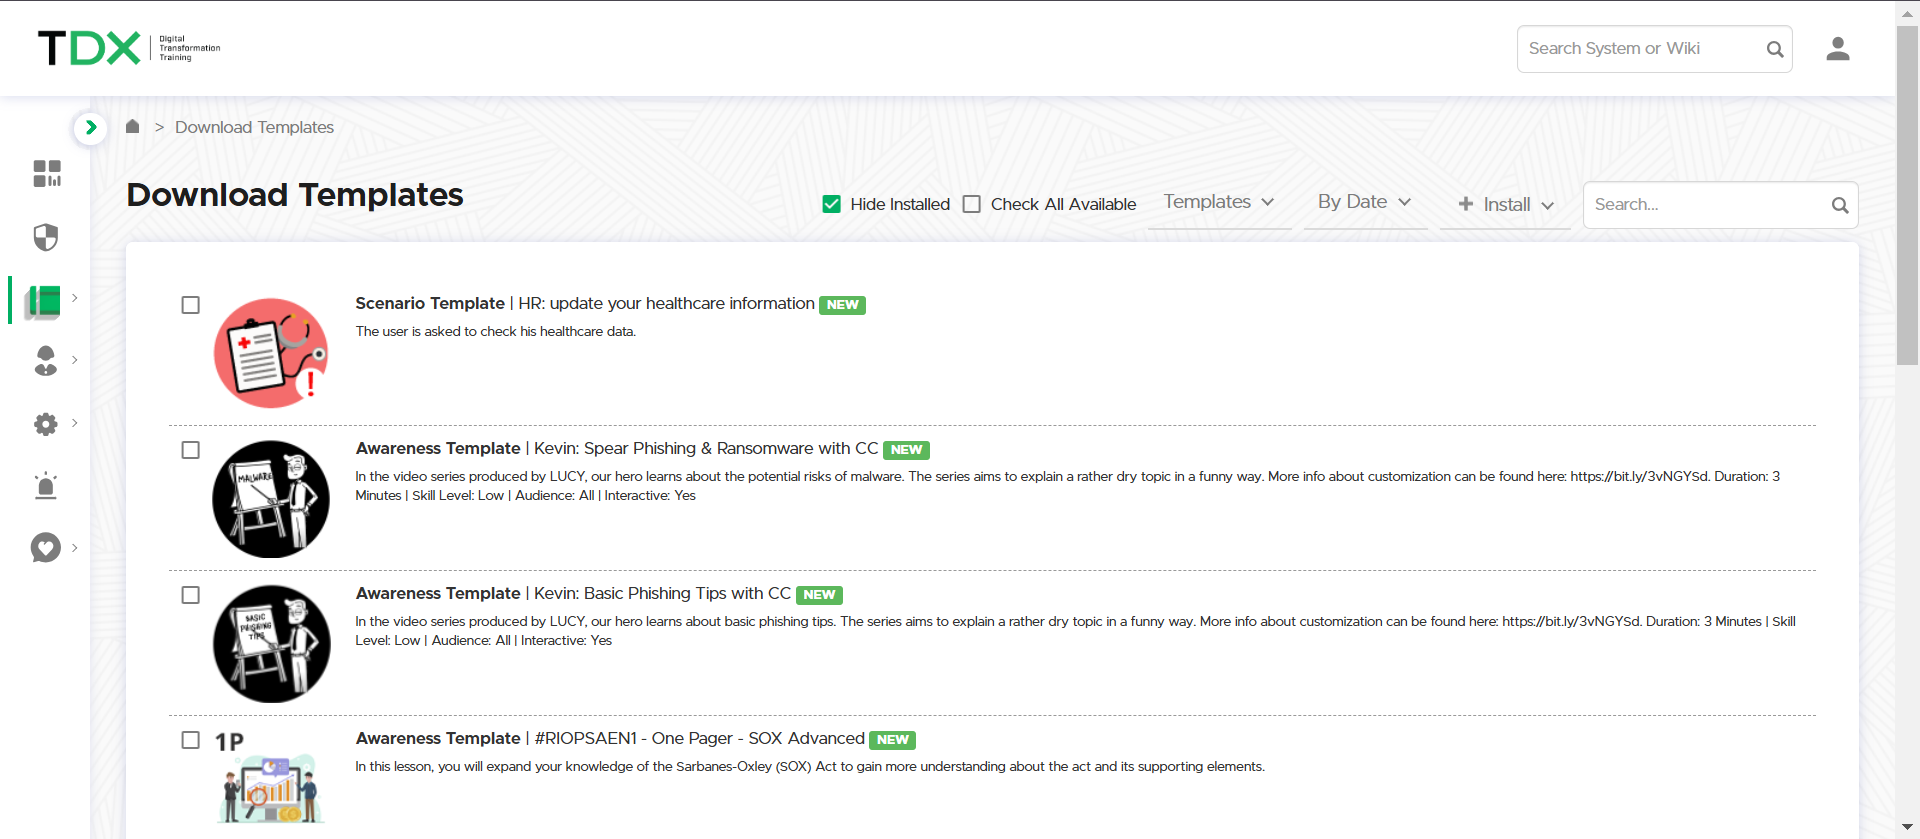 TDX
Digital
Transformation
Training
Search System or Wiki
> Download Templates
Download Templates
Hide Installed
Check All Available
Templates
By Date
+ Install
Search...
Scenario Template | HR: update your healthcare information NEW
The user is asked to check his healthcare data.
MALWARE
Awareness Template | Kevin: Spear Phishing & Ransomware with CC NEW
In the video series produced by LUCY, our hero learns about the potential risks of malware. The series aims to explain a rather dry topic in a funny way. More info about customization can be found here: https://bit.ly/3vNGYSd. Duration: 3
Minutes | Skill Level: Low | Audience: All | Interactive: Yes
BASIC
PHISHING
TIPS
Awareness Template | Kevin: Basic Phishing Tips with CC NEW
In the video series produced by LUCY, our hero learns about basic phishing tips. The series aims to explain a rather dry topic in a funny way. More info about customization can be found here: https://bit.ly/3vNGYSd. Duration: 3 Minutes | Skill
Level: Low | Audience: All | Interactive: Yes
1P
Awareness Template | #RIOPSAEN1 - One Pager - SOX Advanced NEW
In this lesson, you will expand your knowledge of the Sarbanes-Oxley (SOX) Act to gain more understanding about the act and its supporting elements.